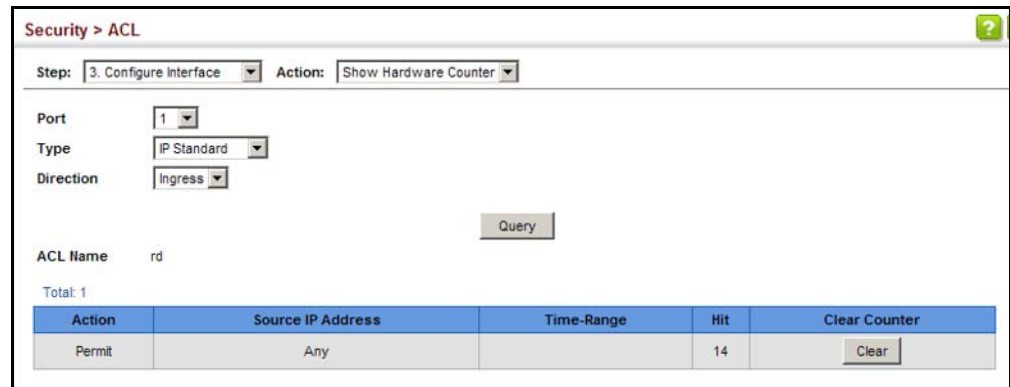 Security > ACL
?
Step: 3. Configure Interface Action: Show Hardware Counter
Port 1
Type IP Standard
Direction Ingress
Query
ACL Name rd
Total: 1
Action Source IP Address Time-Range Hit Clear Counter
Permit Any 14 Clear